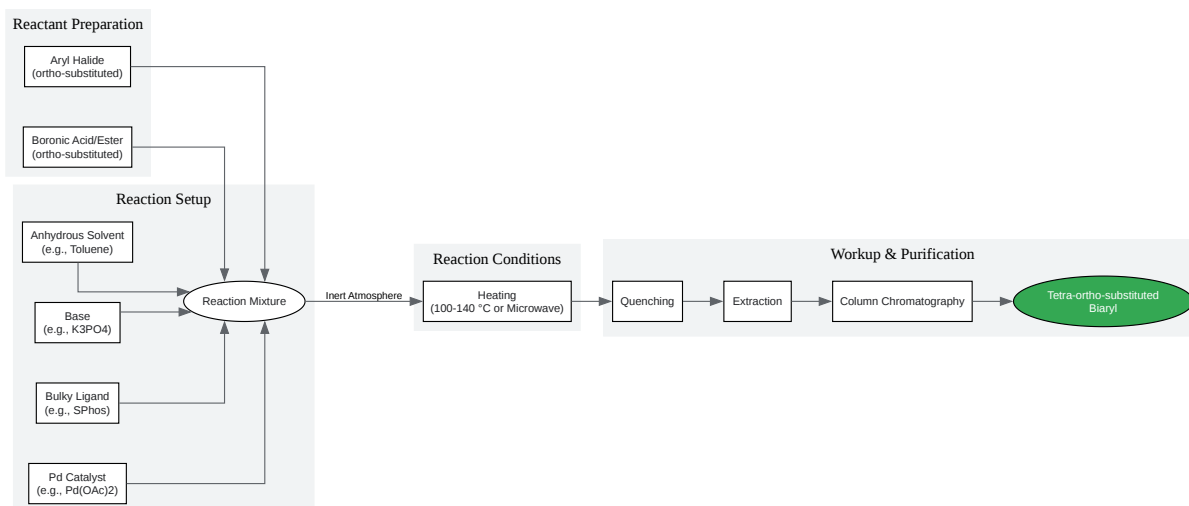 Reactant Preparation
Aryl Halide
(ortho-substituted)
Boronic Acid/Ester
(ortho-substituted)
Reaction Setup
Anhydrous Solvent
(e.g., Toluene)
Base
(e.g., K3PO4)
Bulky Ligand
(e.g., SPhos)
Pd Catalyst
(e.g., Pd(OAc)2)
Reaction Mixture
Inert Atmosphere
Reaction Conditions
Heating
(100-140 °C or Microwave)
Workup & Purification
Quenching
Extraction
Column Chromatography
Tetra-ortho-substituted
Biaryl